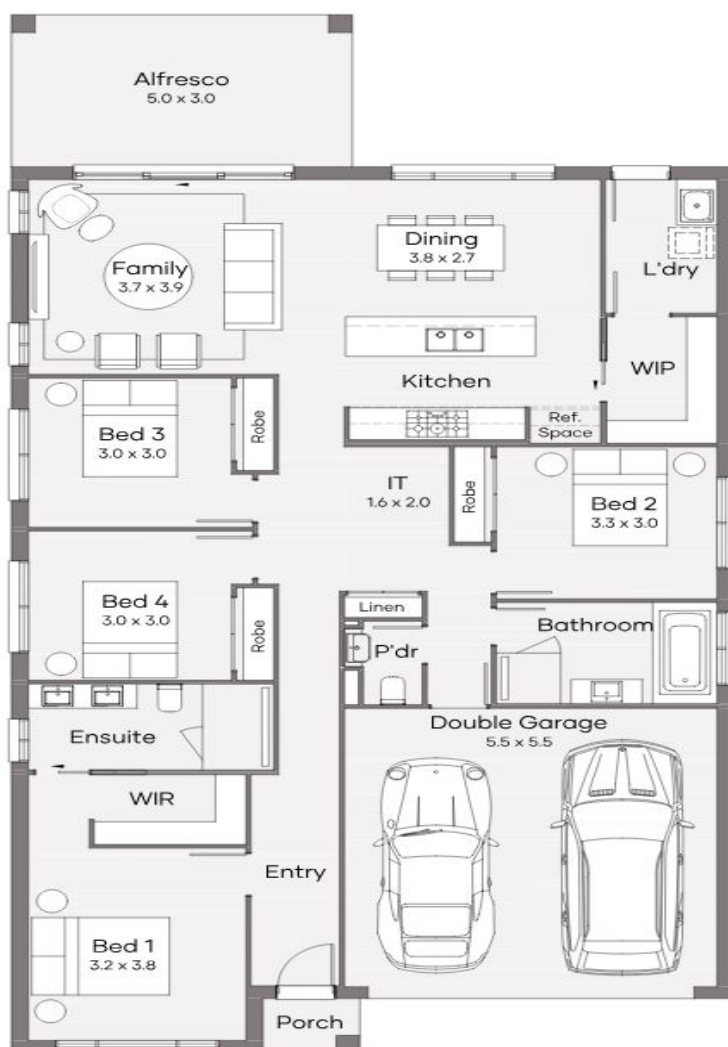 Alfresco
5.0 x 3.0
Family
3.7 x 3.9
Dining
3.8 x 2.7
L'dry
Kitchen
WIP
Ref.
Space
Bed 3
3.0 x 3.0
Robe
IT
1.6 x 2.0
Robe
Bed 2
3.3 x 3.0
Bed 4
3.0 x 3.0
Robe
Linen
P'dr
Bathroom
Ensuite
Double Garage
5.5 x 5.5
WIR
Entry
Bed 1
3.2 x 3.8
Porch